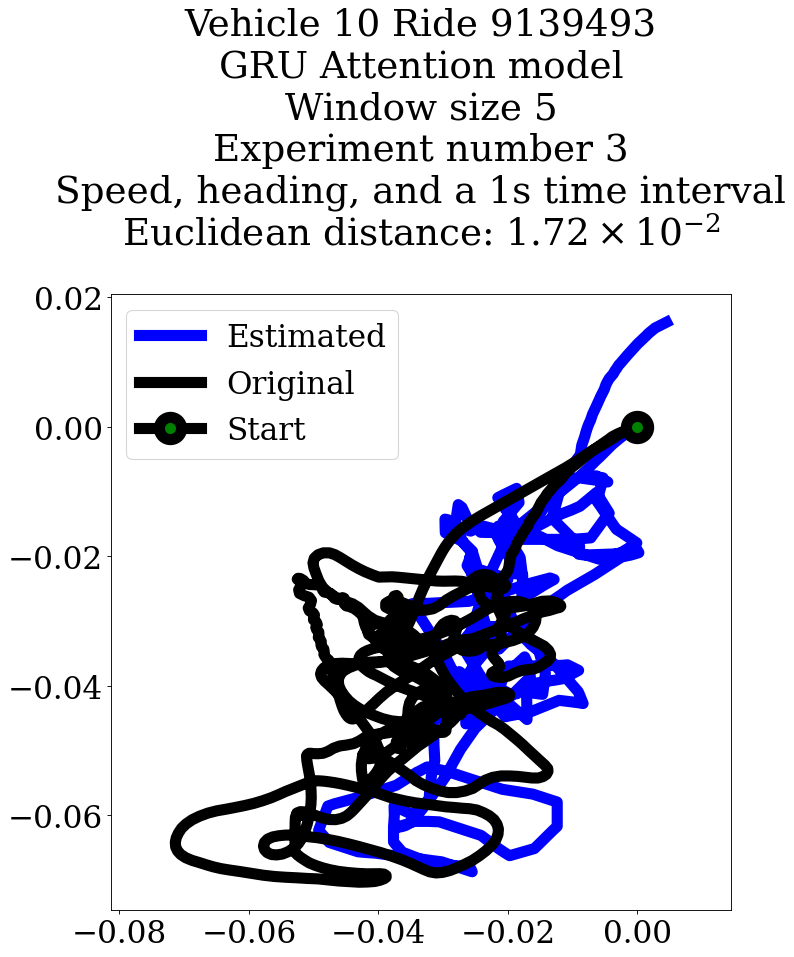 Vehicle 10 Ride 9139493
GRU Attention model
Window size 5
Experiment number 3
Speed, heading, and a 1s time interval
Euclidean distance: 1.72 × 10⁻²
0.02
Estimated
Original
Start
0.00
−0.02
−0.04
−0.06
−0.08 −0.06 −0.04 −0.02 0.00